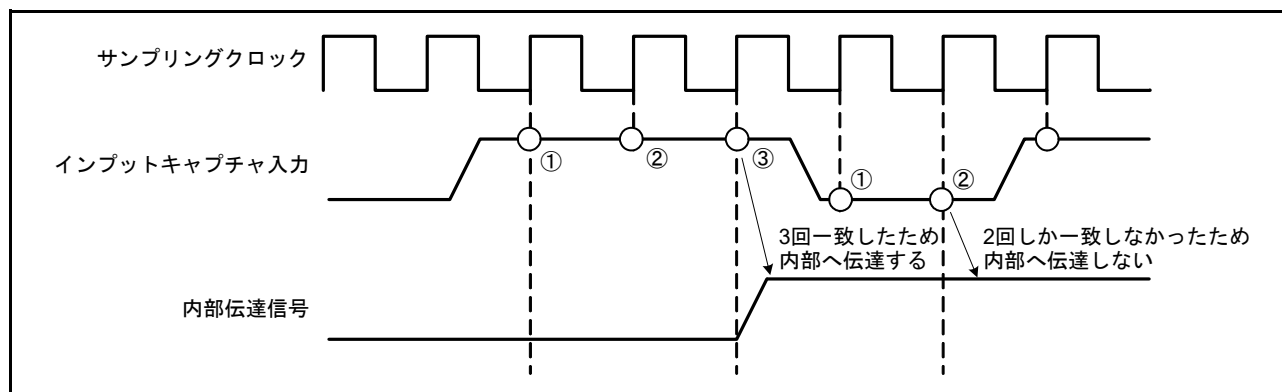 サンプリングクロック
インプットキャプチャ入力
① ② ③ ① ②
3回一致したため
内部へ伝達する
2回しか一致しなかったため
内部へ伝達しない
内部伝達信号